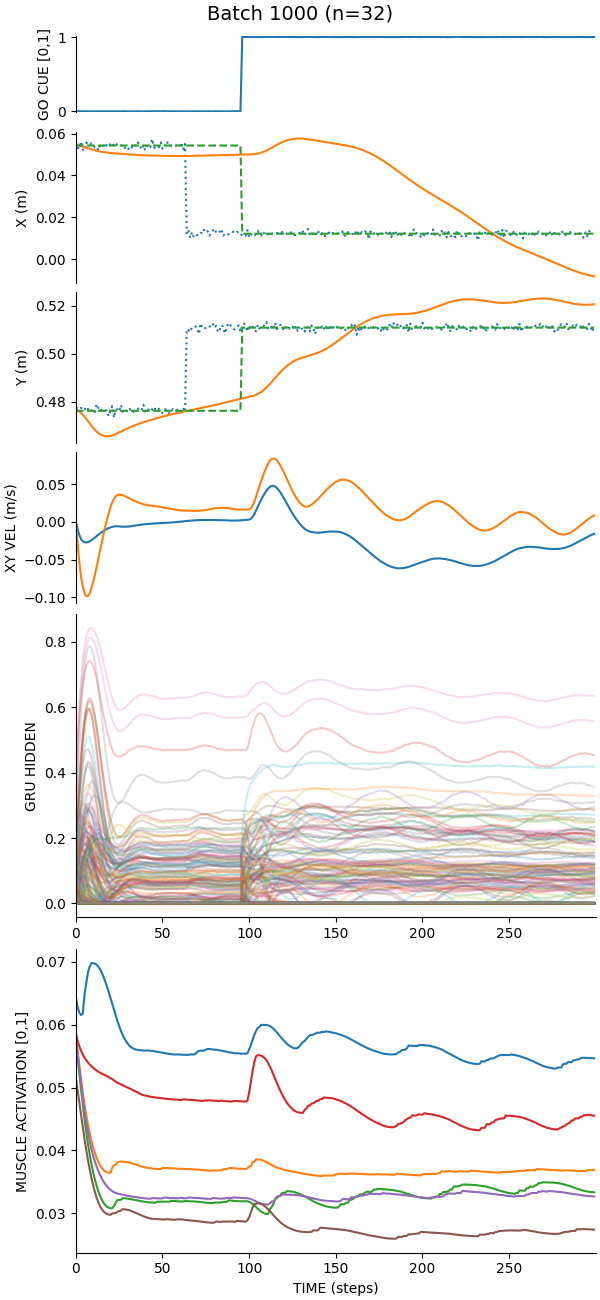 Batch 1000 (n=32)
GO CUE [0,1]
1
0
X (m)
0.06
0.04
0.02
0.00
Y (m)
0.52
0.50
0.48
XY VEL (m/s)
0.05
0.00
−0.05
−0.10
GRU HIDDEN
0.8
0.6
0.4
0.2
0.0
0 50 100 150 200 250
MUSCLE ACTIVATION [0,1]
0.07
0.06
0.05
0.04
0.03
0 50 100 150 200 250
TIME (steps)